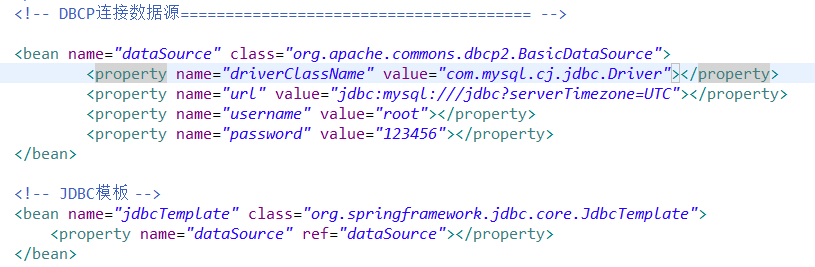 <!-- DBCP连接数据源===================================== -->
<bean name="dataSource" class="org.apache.commons.dbcp2.BasicDataSource">
<property name="driverClassName" value="com.mysql.cj.jdbc.Driver"></property>
<property name="url" value="jdbc:mysql:///jdbc?serverTimezone=UTC"></property>
<property name="username" value="root"></property>
<property name="password" value="123456"></property>
</bean>
<!-- JDBC模板 -->
<bean name="jdbcTemplate" class="org.springframework.jdbc.core.JdbcTemplate">
<property name="dataSource" ref="dataSource"></property>
</bean>